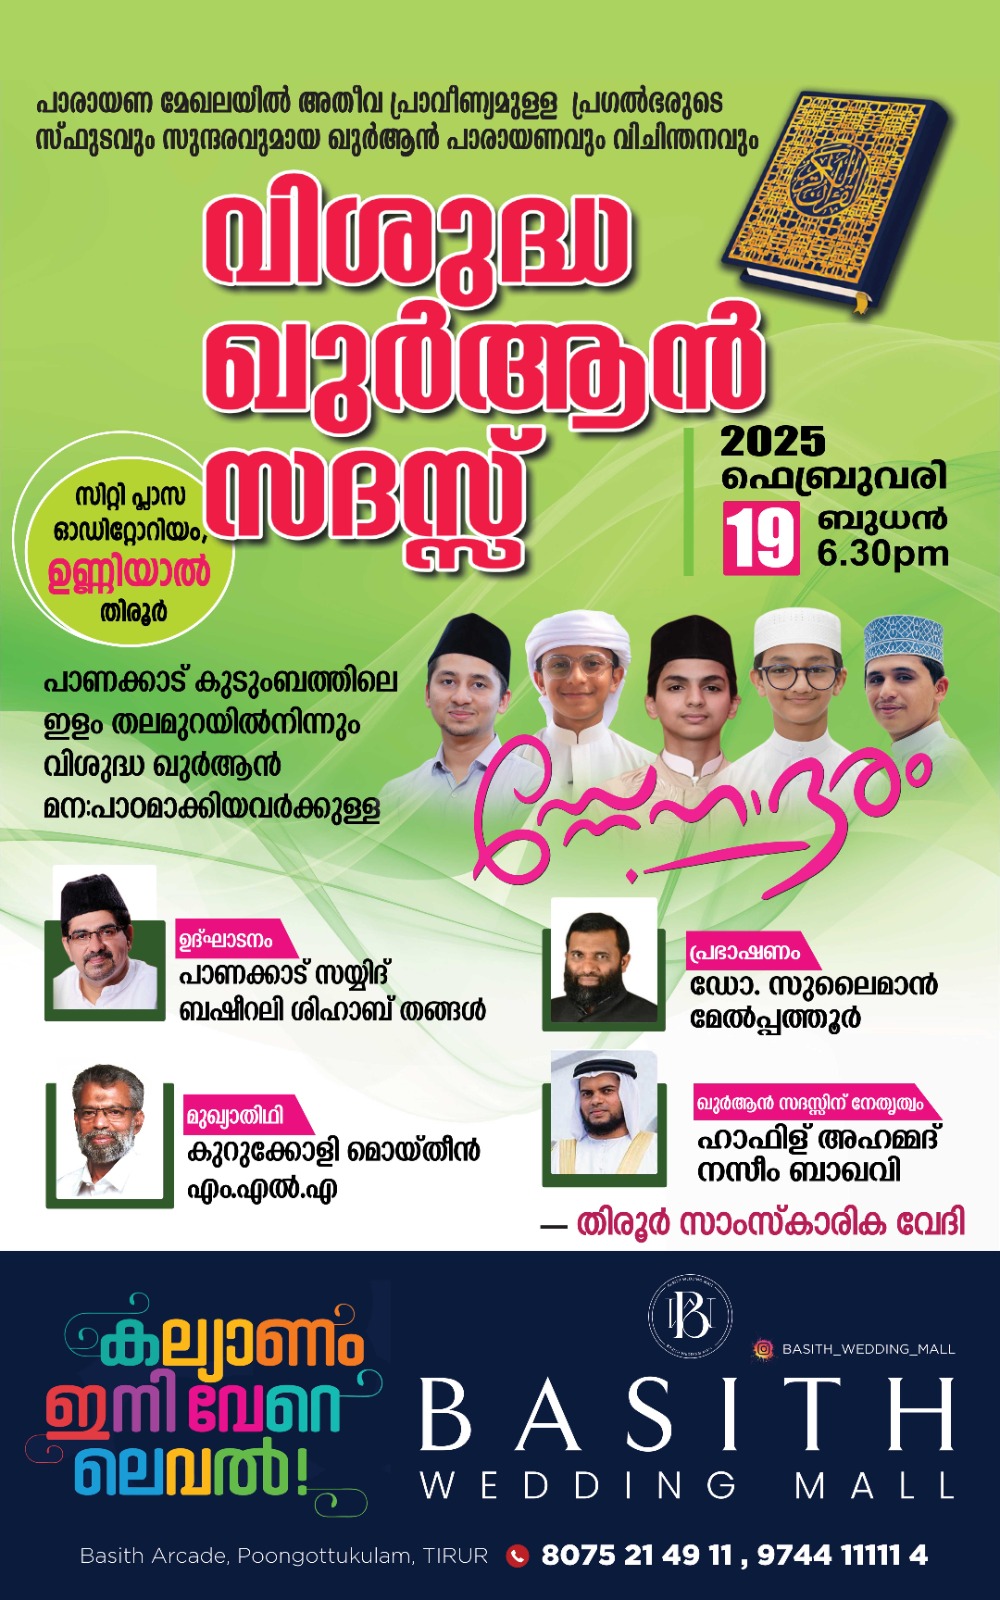 പാരായണ മേഖലയിൽ അതീവ പ്രാവീണ്യമുളള പ്രഗൽഭരുടെ
സ്ഫുടവും സുന്ദരവുമായ ഖുർആൻ പാരായണവും വിചിന്തനവും
വിശുദ്ധ
ഖുർആൻ
സദസ്സ്
2025
ഫെബ്രുവരി
19 ബുധൻ
6.30pm
സിറ്റി പ്ലാസ
ഓഡിറ്റോറിയം,
ഉണ്ണിയാൽ
തിരൂർ
പാണക്കാട് കുടുംബത്തിലെ
ഇളം തലമുറയിൽനിന്നും
വിശുദ്ധ ഖുർആൻ
മന:പാഠമാക്കിയവർക്കുള്ള
സ്നേഹാദരം
ഉദ്ഘാടനം
പാണക്കാട് സയ്യിദ്
ബഷീറലി ശിഹാബ് തങ്ങൾ
പ്രഭാഷണം
ഡോ. സുലൈമാൻ
മേൽപ്പത്തൂർ
മുഖ്യാതിഥി
കുറുക്കോളി മൊയ്തീൻ
എം.എൽ.എ
ഖുർആൻ സദസ്സിന് നേതൃത്വം
ഹാഫിള് അഹമ്മദ്
നസീം ബാഖവി
— തിരൂർ സാംസ്കാരിക വേദി
കല്യാണം
ഇനി വേറെ
ലെവൽ!
BASITH_WEDDING_MALL
BASITH
WEDDING MALL
Basith Arcade, Poongottukulam, TIRUR 8075 21 49 11 , 9744 11111 4